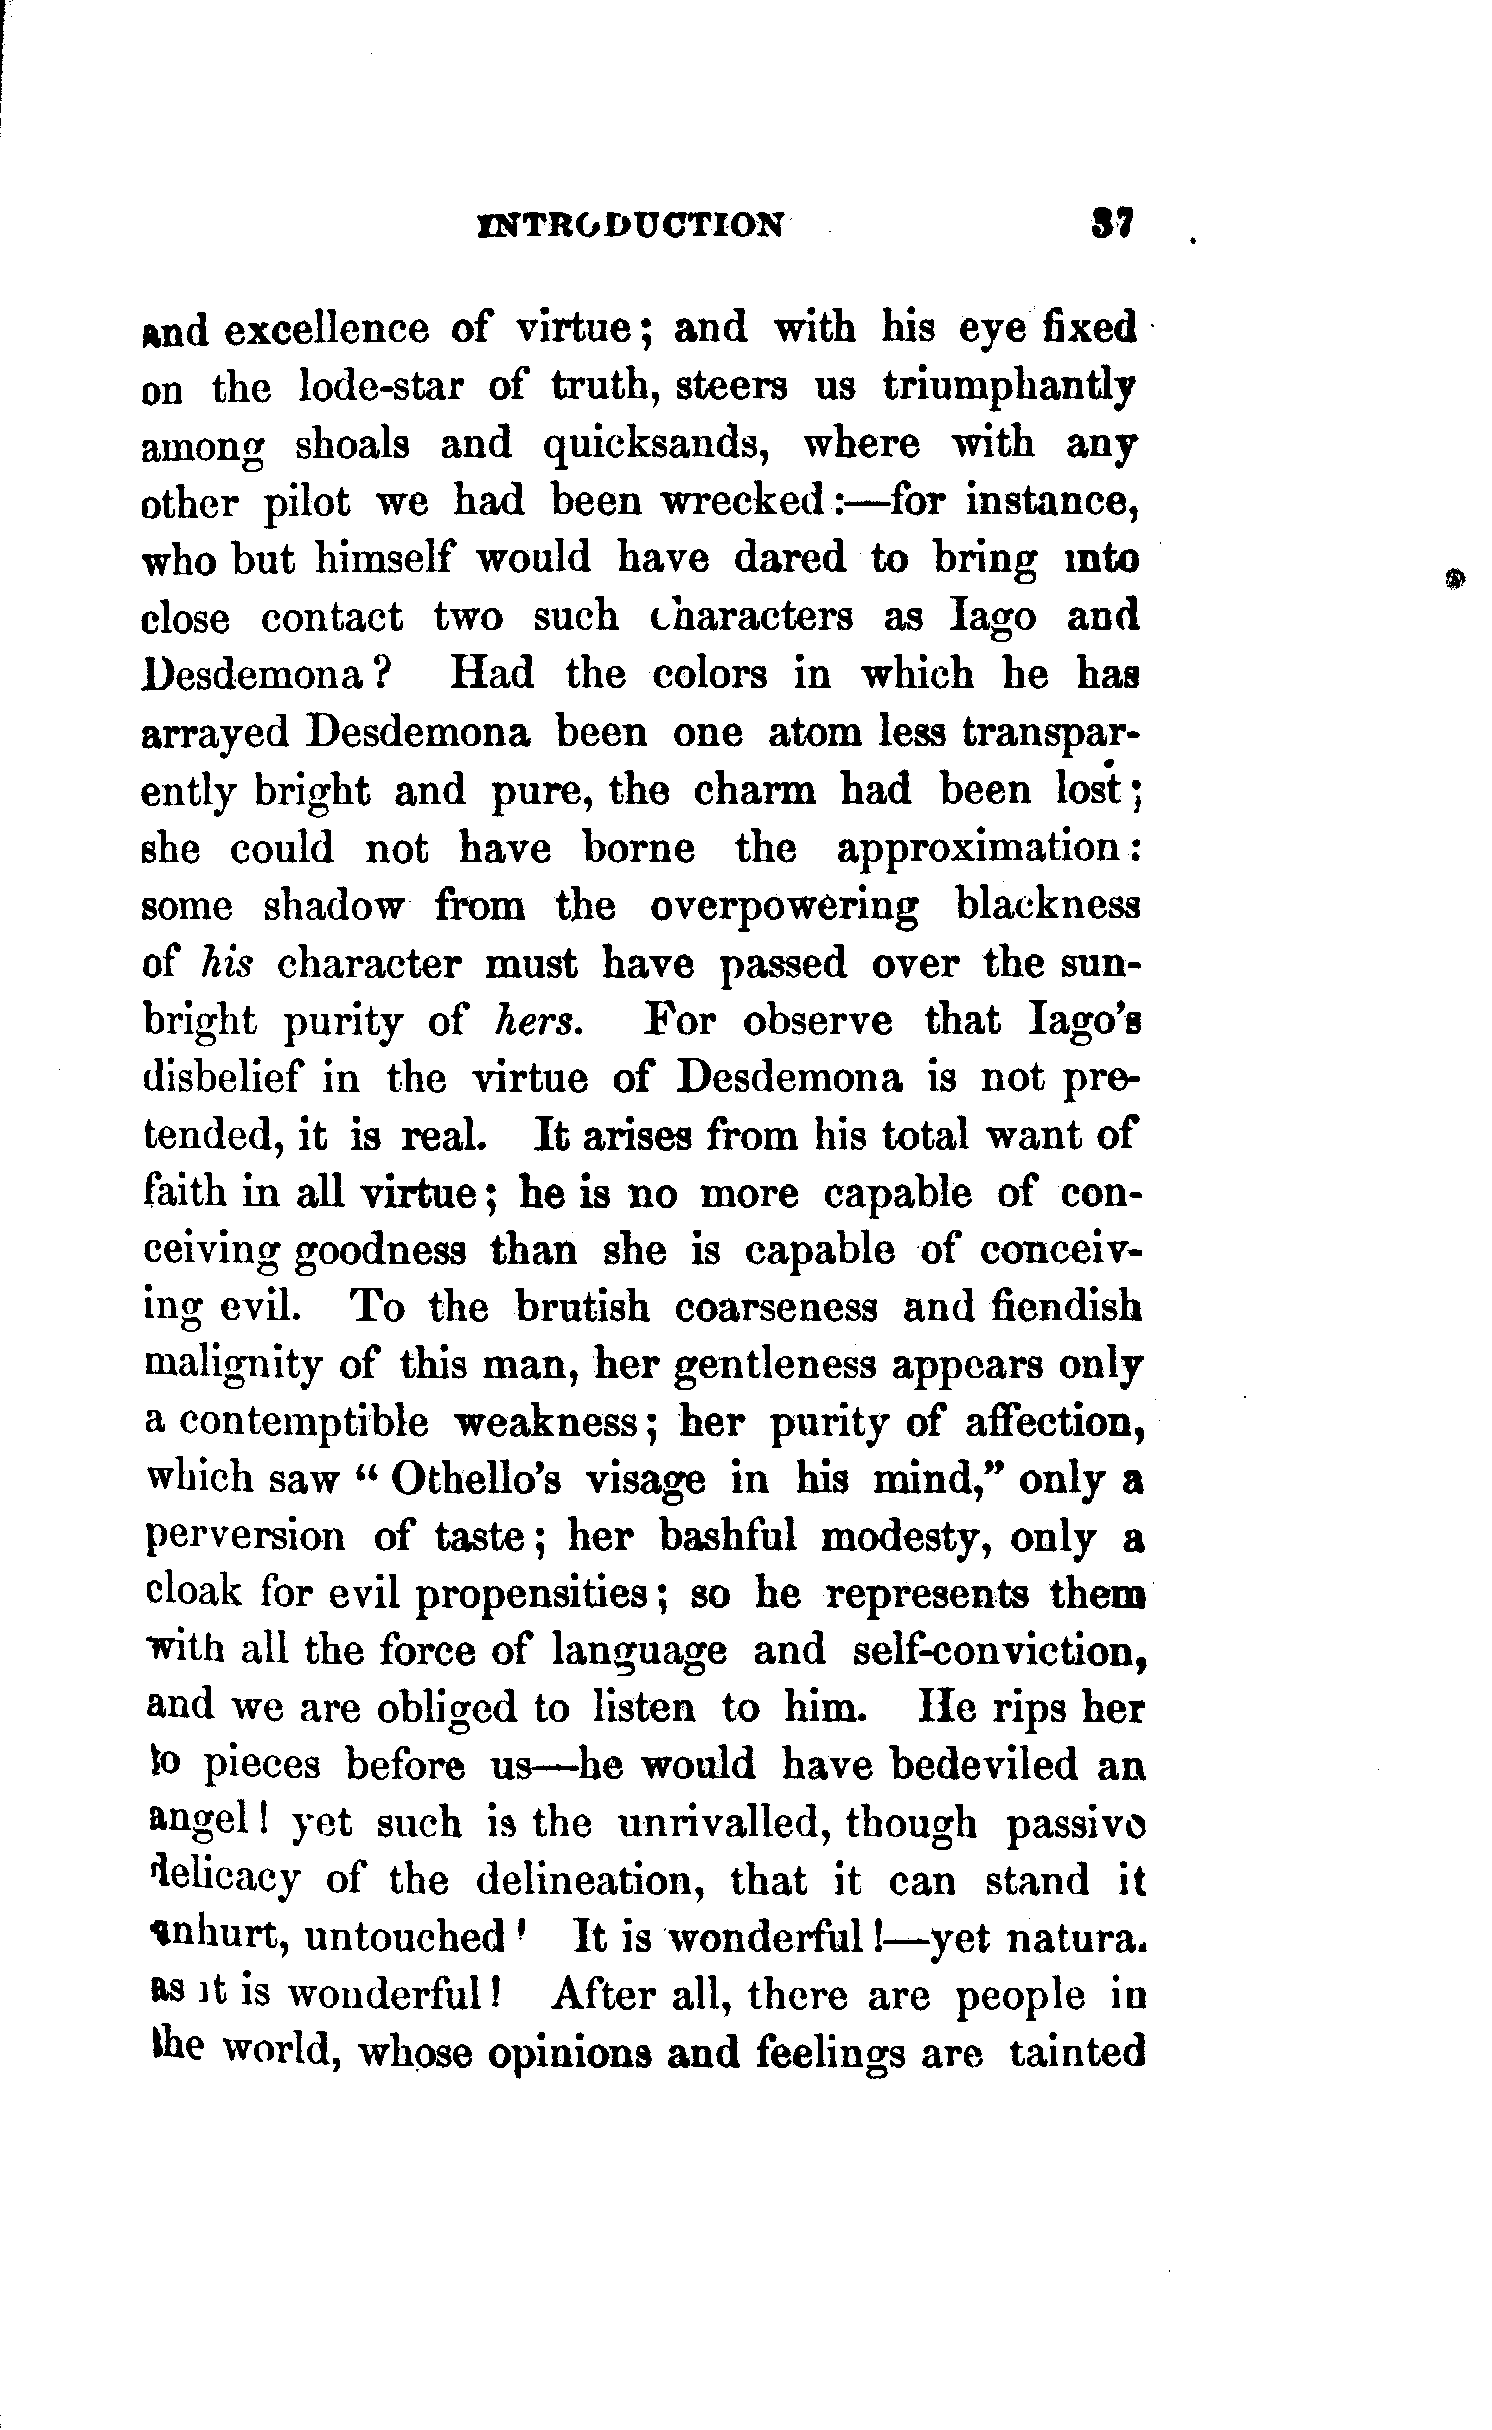 INTRODUCTION 37
and excellence of virtue; and with his eye fixed
on the lode-star of truth, steers us triumphantly
among shoals and quicksands, where with any
other pilot we had been wrecked:—for instance,
who but himself would have dared to bring into
close contact two such characters as Iago and
Desdemona? Had the colors in which he has
arrayed Desdemona been one atom less transpar-
ently bright and pure, the charm had been lost;
she could not have borne the approximation:
some shadow from the overpowering blackness
of his character must have passed over the sun-
bright purity of hers. For observe that Iago's
disbelief in the virtue of Desdemona is not pre-
tended, it is real. It arises from his total want of
faith in all virtue; he is no more capable of con-
ceiving goodness than she is capable of conceiv-
ing evil. To the brutish coarseness and fiendish
malignity of this man, her gentleness appears only
a contemptible weakness; her purity of affection,
which saw "Othello's visage in his mind," only a
perversion of taste; her bashful modesty, only a
cloak for evil propensities; so he represents them
with all the force of language and self-conviction,
and we are obliged to listen to him. He rips her
to pieces before us—he would have bedeviled an
angel! yet such is the unrivalled, though passive
delicacy of the delineation, that it can stand it
unhurt, untouched! It is wonderful!—yet natural
as it is wonderful! After all, there are people in
the world, whose opinions and feelings are tainted